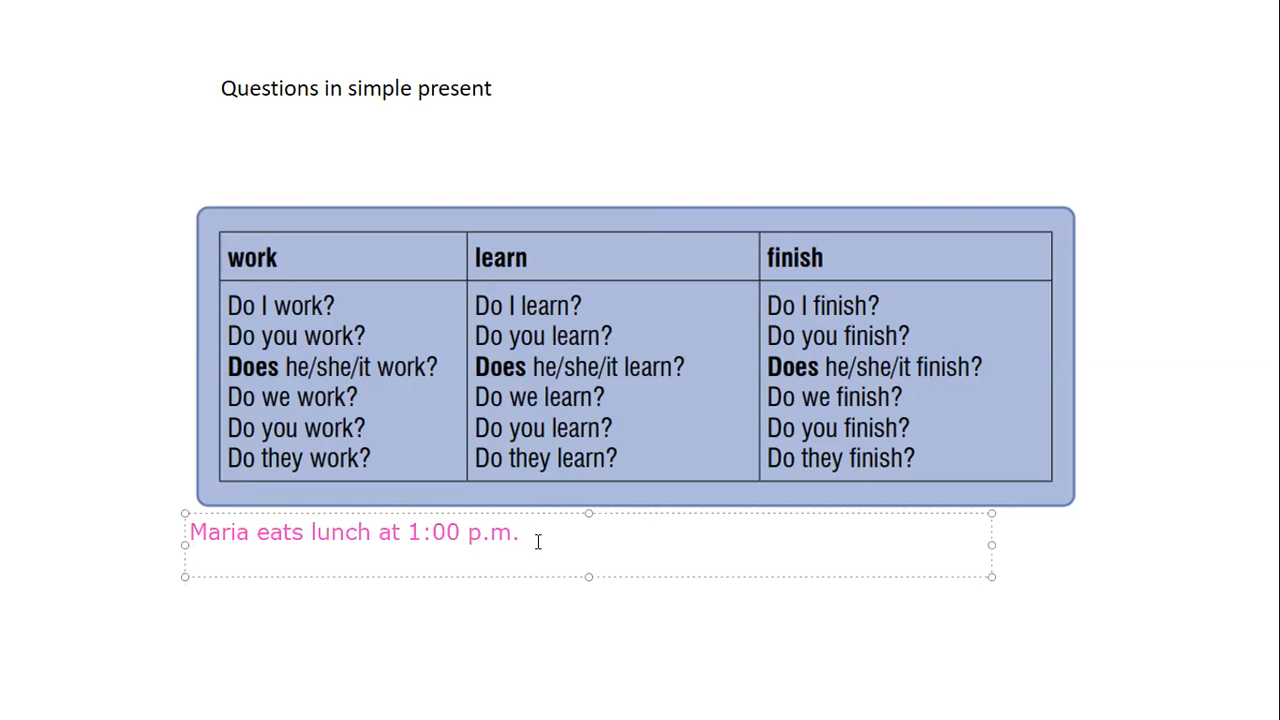 Questions in simple present
work learn finish
Do I work? Do I learn? Do I finish?
Do you work? Do you learn? Do you finish?
Does he/she/it work? Does he/she/it learn? Does he/she/it finish?
Do we work? Do we learn? Do we finish?
Do you work? Do you learn? Do you finish?
Do they work? Do they learn? Do they finish?
Maria eats lunch at 1:00 p.m.